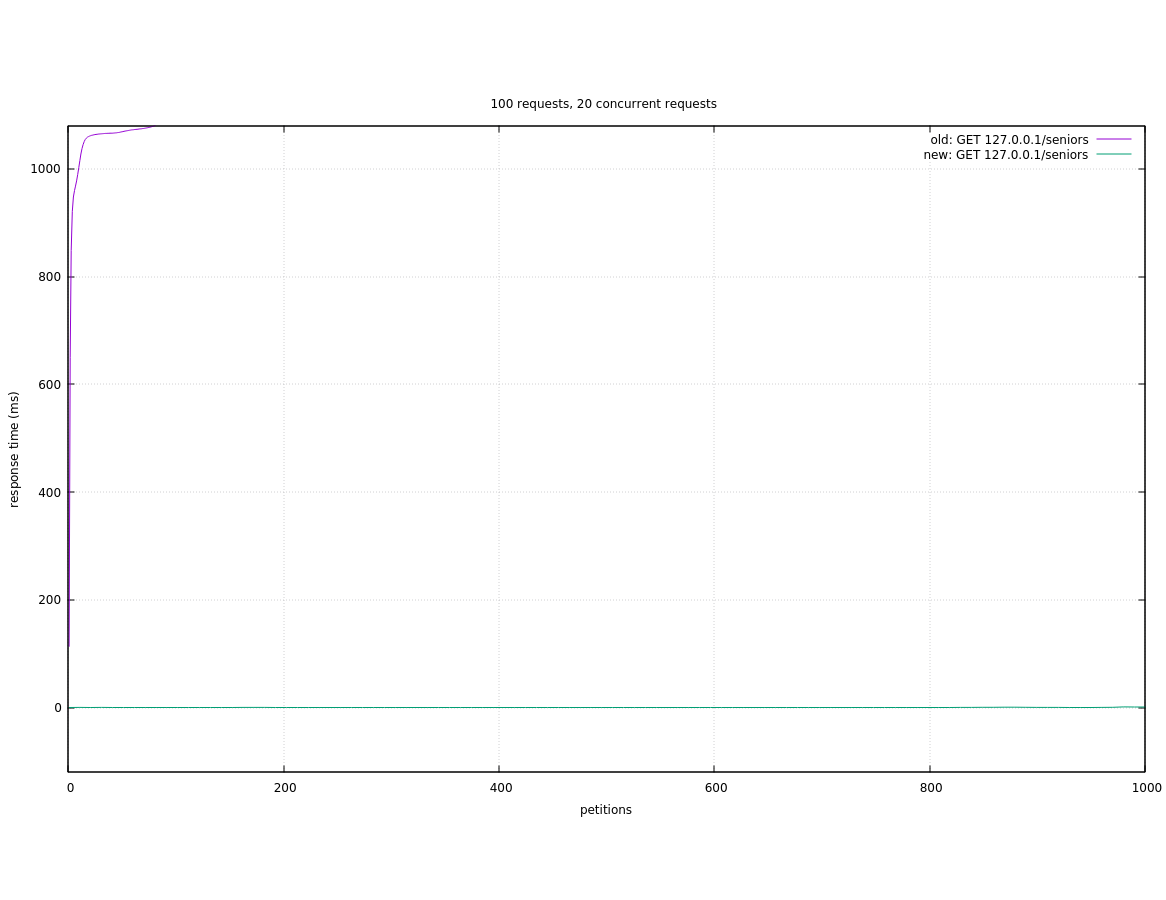 100 requests, 20 concurrent requests
old: GET 127.0.0.1/seniors
new: GET 127.0.0.1/seniors
1000
800
600
400
200
0
response time (ms)
0 200 400 600 800 1000
petitions